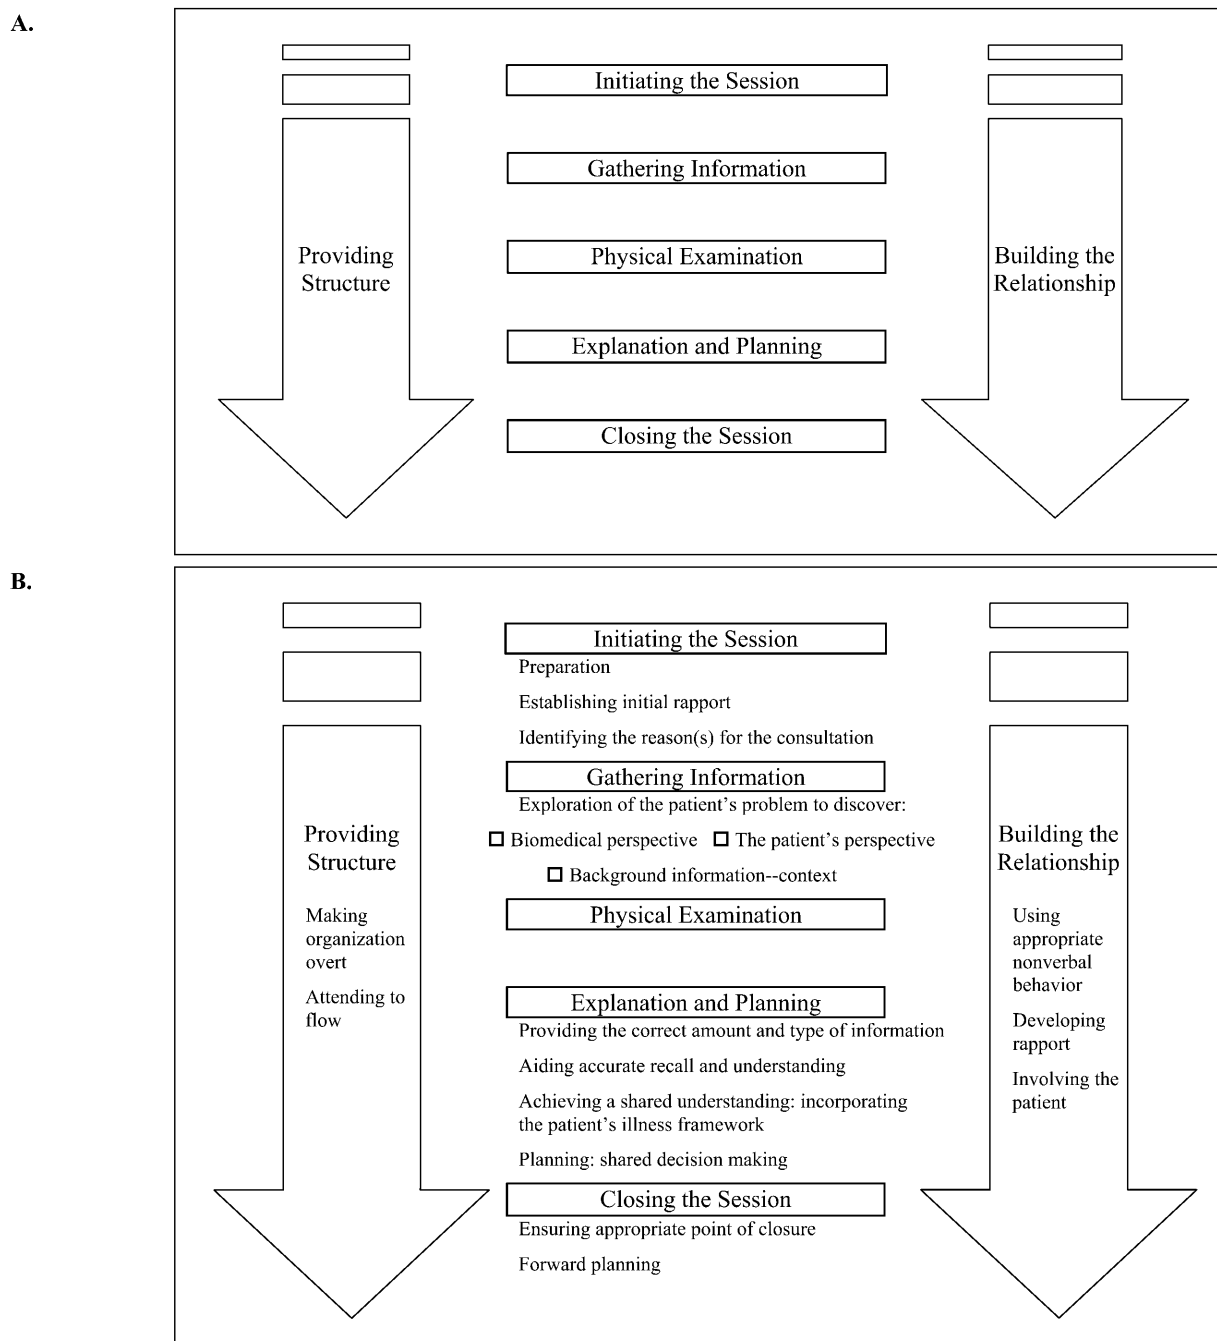 A.
Initiating the Session
Gathering Information
Providing
Structure
Physical Examination
Building the
Relationship
Explanation and Planning
Closing the Session
B.
Initiating the Session
Preparation
Establishing initial rapport
Identifying the reason(s) for the consultation
Gathering Information
Exploration of the patient’s problem to discover:
Biomedical perspective
The patient’s perspective
Background information--context
Providing
Structure
Making
organization
overt
Attending to
flow
Physical Examination
Explanation and Planning
Providing the correct amount and type of information
Aiding accurate recall and understanding
Achieving a shared understanding: incorporating
the patient’s illness framework
Planning: shared decision making
Closing the Session
Ensuring appropriate point of closure
Forward planning
Building the
Relationship
Using
appropriate
nonverbal
behavior
Developing
rapport
Involving the
patient